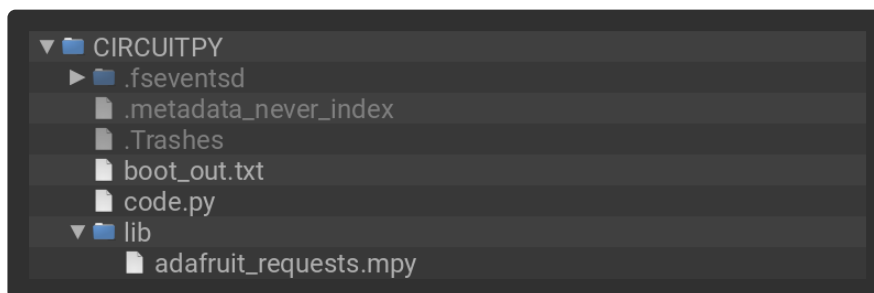 CIRCUITPY
.fseventsd
.metadata_never_index
.Trashes
boot_out.txt
code.py
lib
adafruit_requests.mpy